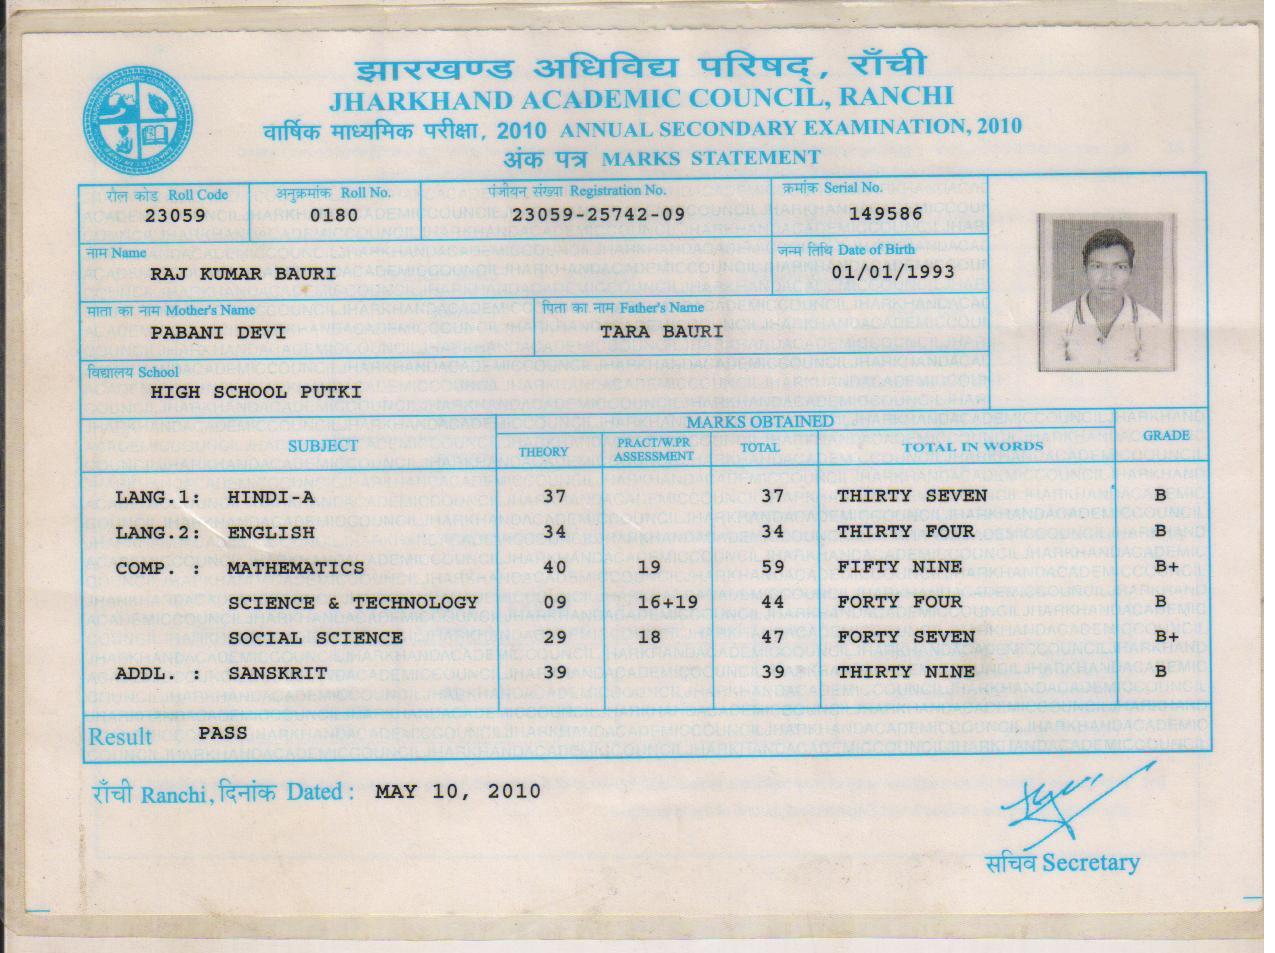 झारखण्ड अधिविद्य परिषद्, राँची
JHARKHAND ACADEMIC COUNCIL, RANCHI
वार्षिक माध्यमिक परीक्षा, 2010 ANNUAL SECONDARY EXAMINATION, 2010
अंक पत्र MARKS STATEMENT
रौल कोड Roll Code अनुक्रमांक Roll No. पंजीयन संख्या Registration No. क्रमांक Serial No.
23059 0180 23059-25742-09 149586
नाम Name जन्म तिथि Date of Birth
RAJ KUMAR BAURI 01/01/1993
माता का नाम Mother's Name पिता का नाम Father's Name
PABANI DEVI TARA BAURI
विद्यालय School
HIGH SCHOOL PUTKI
MARKS OBTAINED
SUBJECT THEORY PRACT/W.PR ASSESSMENT TOTAL TOTAL IN WORDS GRADE
LANG.1: HINDI-A 37 37 THIRTY SEVEN B
LANG.2: ENGLISH 34 34 THIRTY FOUR B
COMP. : MATHEMATICS 40 19 59 FIFTY NINE B+
SCIENCE & TECHNOLOGY 09 16+19 44 FORTY FOUR B
SOCIAL SCIENCE 29 18 47 FORTY SEVEN B+
ADDL. : SANSKRIT 39 39 THIRTY NINE B
Result PASS
राँची Ranchi, दिनांक Dated : MAY 10, 2010
सचिव Secretary